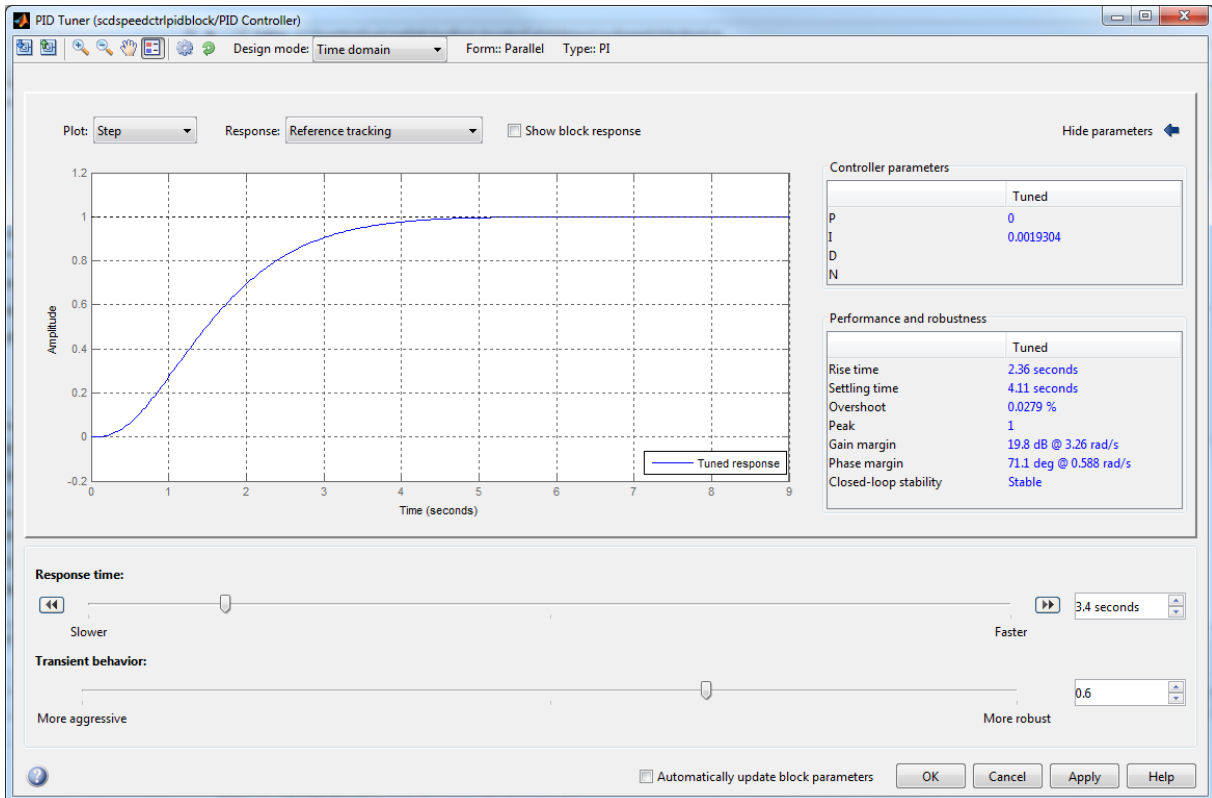 PID Tuner (scdspeedctrlpidblock/PID Controller)
Design mode: Time domain Form:: Parallel Type:: PI
Plot: Step Response: Reference tracking Show block response Hide parameters
1.2
1
0.8
0.6
0.4
0.2
0
-0.2
Amplitude
0 1 2 3 4 5 6 7 8 9
Time (seconds)
Tuned response
Controller parameters
Tuned
P 0
I 0.0019304
D
N
Performance and robustness
Tuned
Rise time 2.36 seconds
Settling time 4.11 seconds
Overshoot 0.0279 %
Peak 1
Gain margin 19.8 dB @ 3.26 rad/s
Phase margin 71.1 deg @ 0.588 rad/s
Closed-loop stability Stable
Response time:
3.4 seconds
Slower Faster
Transient behavior:
0.6
More aggressive More robust
Automatically update block parameters OK Cancel Apply Help